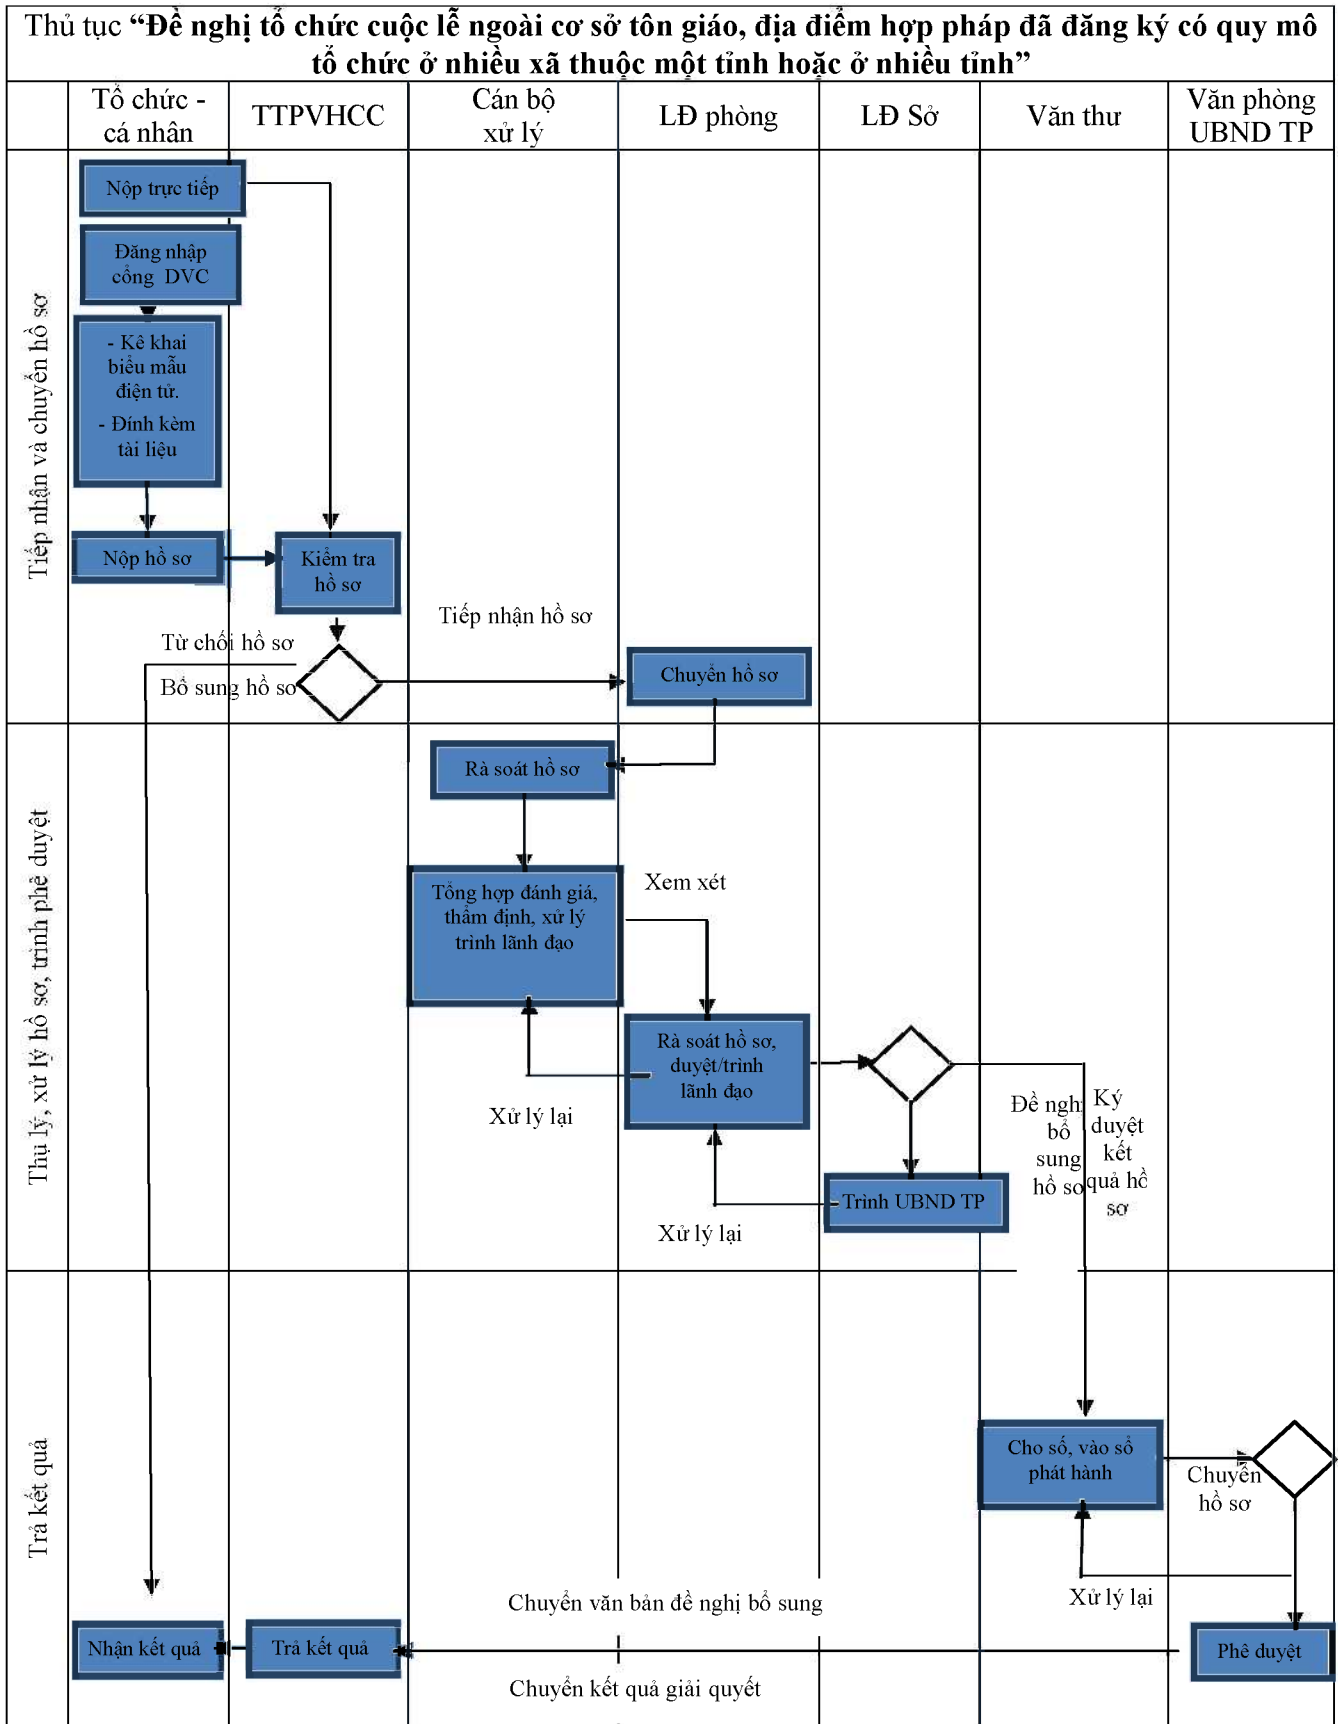 Thủ tục “Đề nghị tổ chức cuộc lễ ngoài cơ sở tôn giáo, địa điểm hợp pháp đã đăng ký có quy mô
tổ chức ở nhiều xã thuộc một tỉnh hoặc ở nhiều tỉnh”
Tổ chức -
cá nhân
TTPVHCC
Cán bộ
xử lý
LĐ phòng
LĐ Sở
Văn thư
Văn phòng
UBND TP
Tiếp nhận và chuyển hồ sơ
Nộp trực tiếp
Đăng nhập
cổng DVC
- Kê khai
biểu mẫu
điện tử.
- Đính kèm
tài liệu
Nộp hồ sơ
Kiểm tra
hồ sơ
Tiếp nhận hồ sơ
Từ chối hồ sơ
Bổ sung hồ sơ
Chuyển hồ sơ
Thụ lý, xử lý hồ sơ, trình phê duyệt
Rà soát hồ sơ
Tổng hợp đánh giá,
thẩm định, xử lý
trình lãnh đạo
Xem xét
Rà soát hồ sơ,
duyệt/trình
lãnh đạo
Xử lý lại
Đề nghị
bổ
sung
hồ sơ
Ký
duyệt
kết
quả hồ
sơ
Trình UBND TP
Xử lý lại
Trả kết quả
Cho số, vào sổ
phát hành
Chuyển
hồ sơ
Xử lý lại
Chuyển văn bản đề nghị bổ sung
Nhận kết quả
Trả kết quả
Phê duyệt
Chuyển kết quả giải quyết